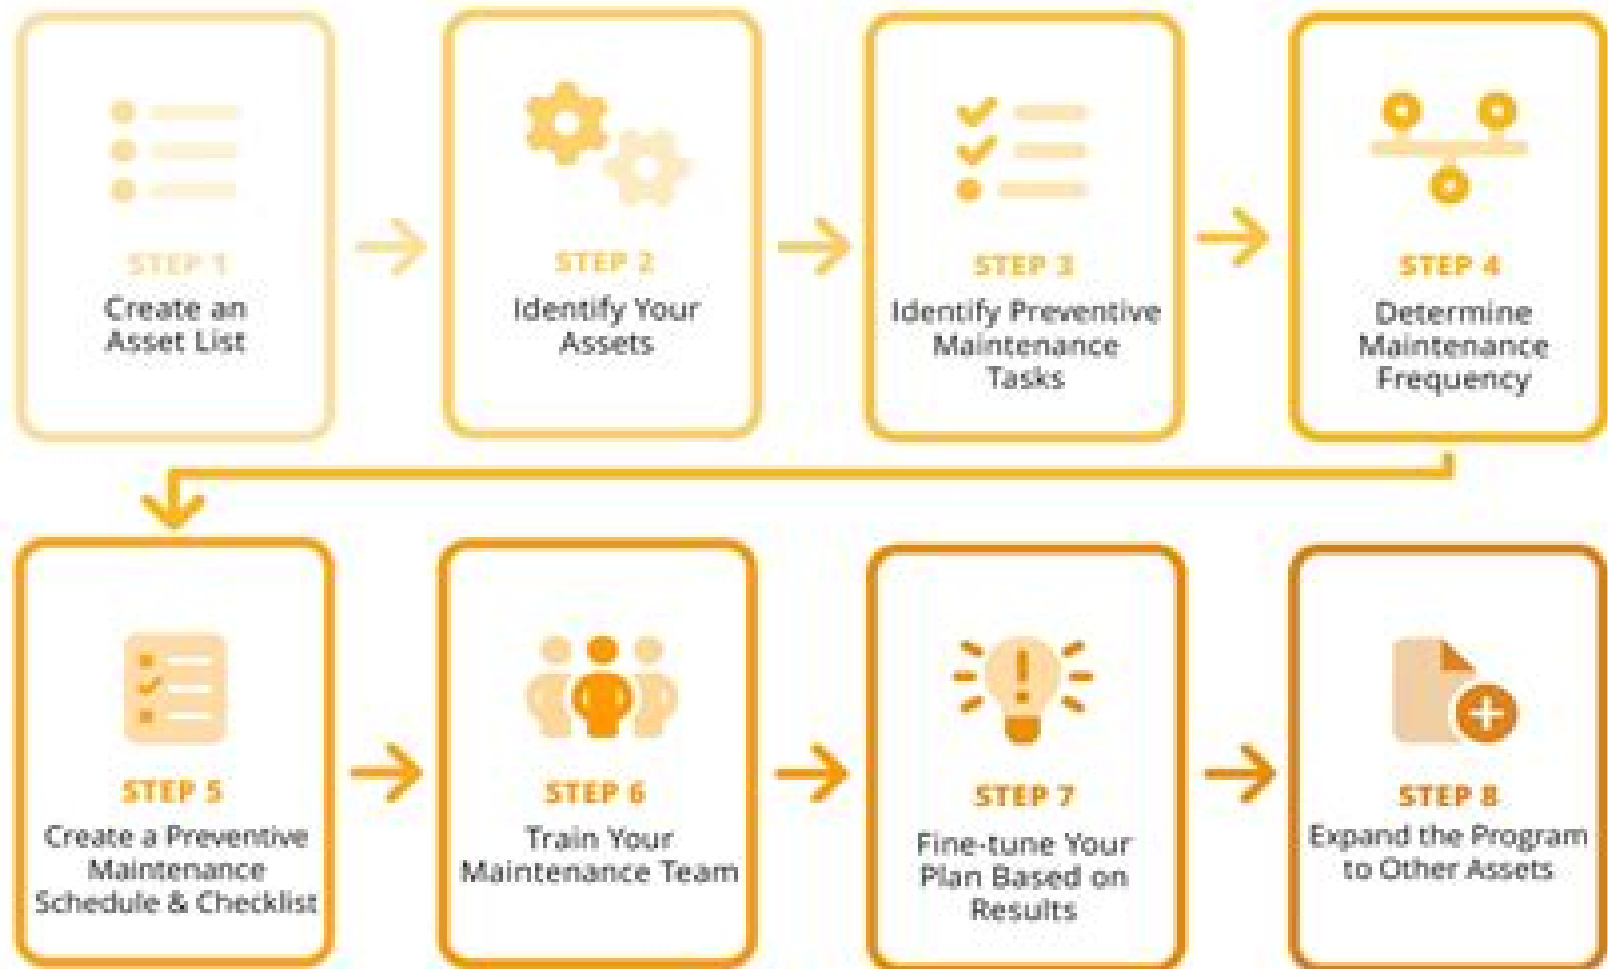 STEP 1
Create an
Asset List
STEP 2
Identify Your
Assets
STEP 3
Identify Preventive
Maintenance
Tasks
STEP 4
Determine
Maintenance
Frequency
STEP 5
Create a Preventive
Maintenance
Schedule & Checklist
STEP 6
Train Your
Maintenance Team
STEP 7
Fine-tune Your
Plan Based on
Results
STEP 8
Expand the Program
to Other Assets